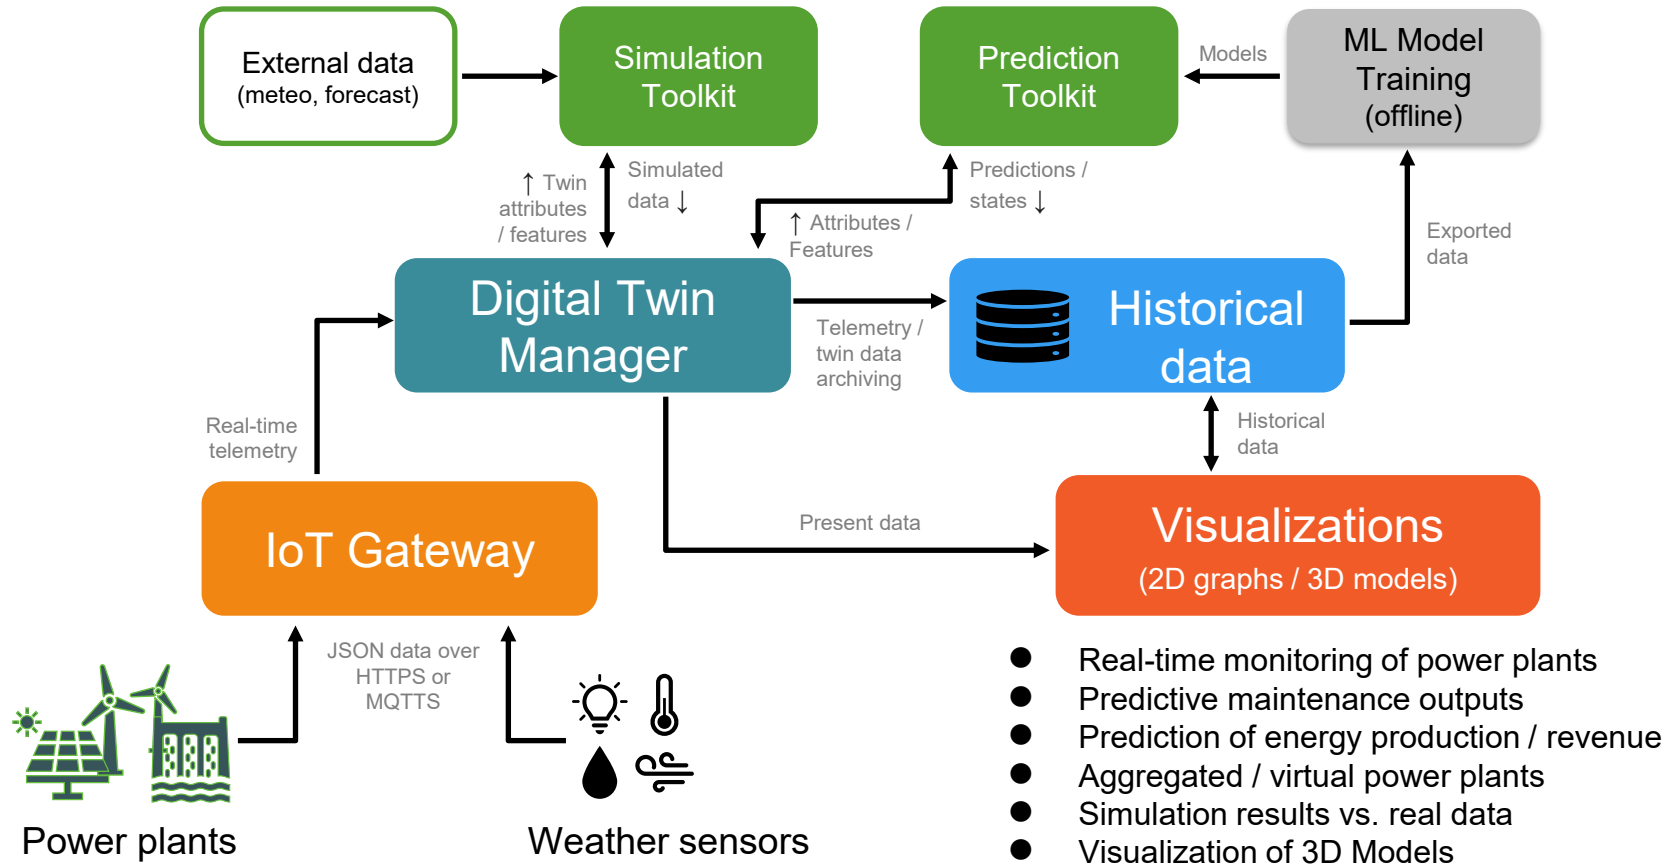 External data
(meteo, forecast)
Simulation
Toolkit
Prediction
Toolkit
Models
ML Model
Training
(offline)
↑ Twin
attributes
/ features
Simulated
data ↓
Predictions /
states ↓
↑ Attributes /
Features
Exported
data
Digital Twin
Manager
Telemetry /
twin data
archiving
Historical
data
Real-time
telemetry
Historical
data
IoT Gateway
Present data
Visualizations
(2D graphs / 3D models)
JSON data over
HTTPS or
MQTTS
Power plants
Weather sensors
● Real-time monitoring of power plants
● Predictive maintenance outputs
● Prediction of energy production / revenue
● Aggregated / virtual power plants
● Simulation results vs. real data
● Visualization of 3D Models